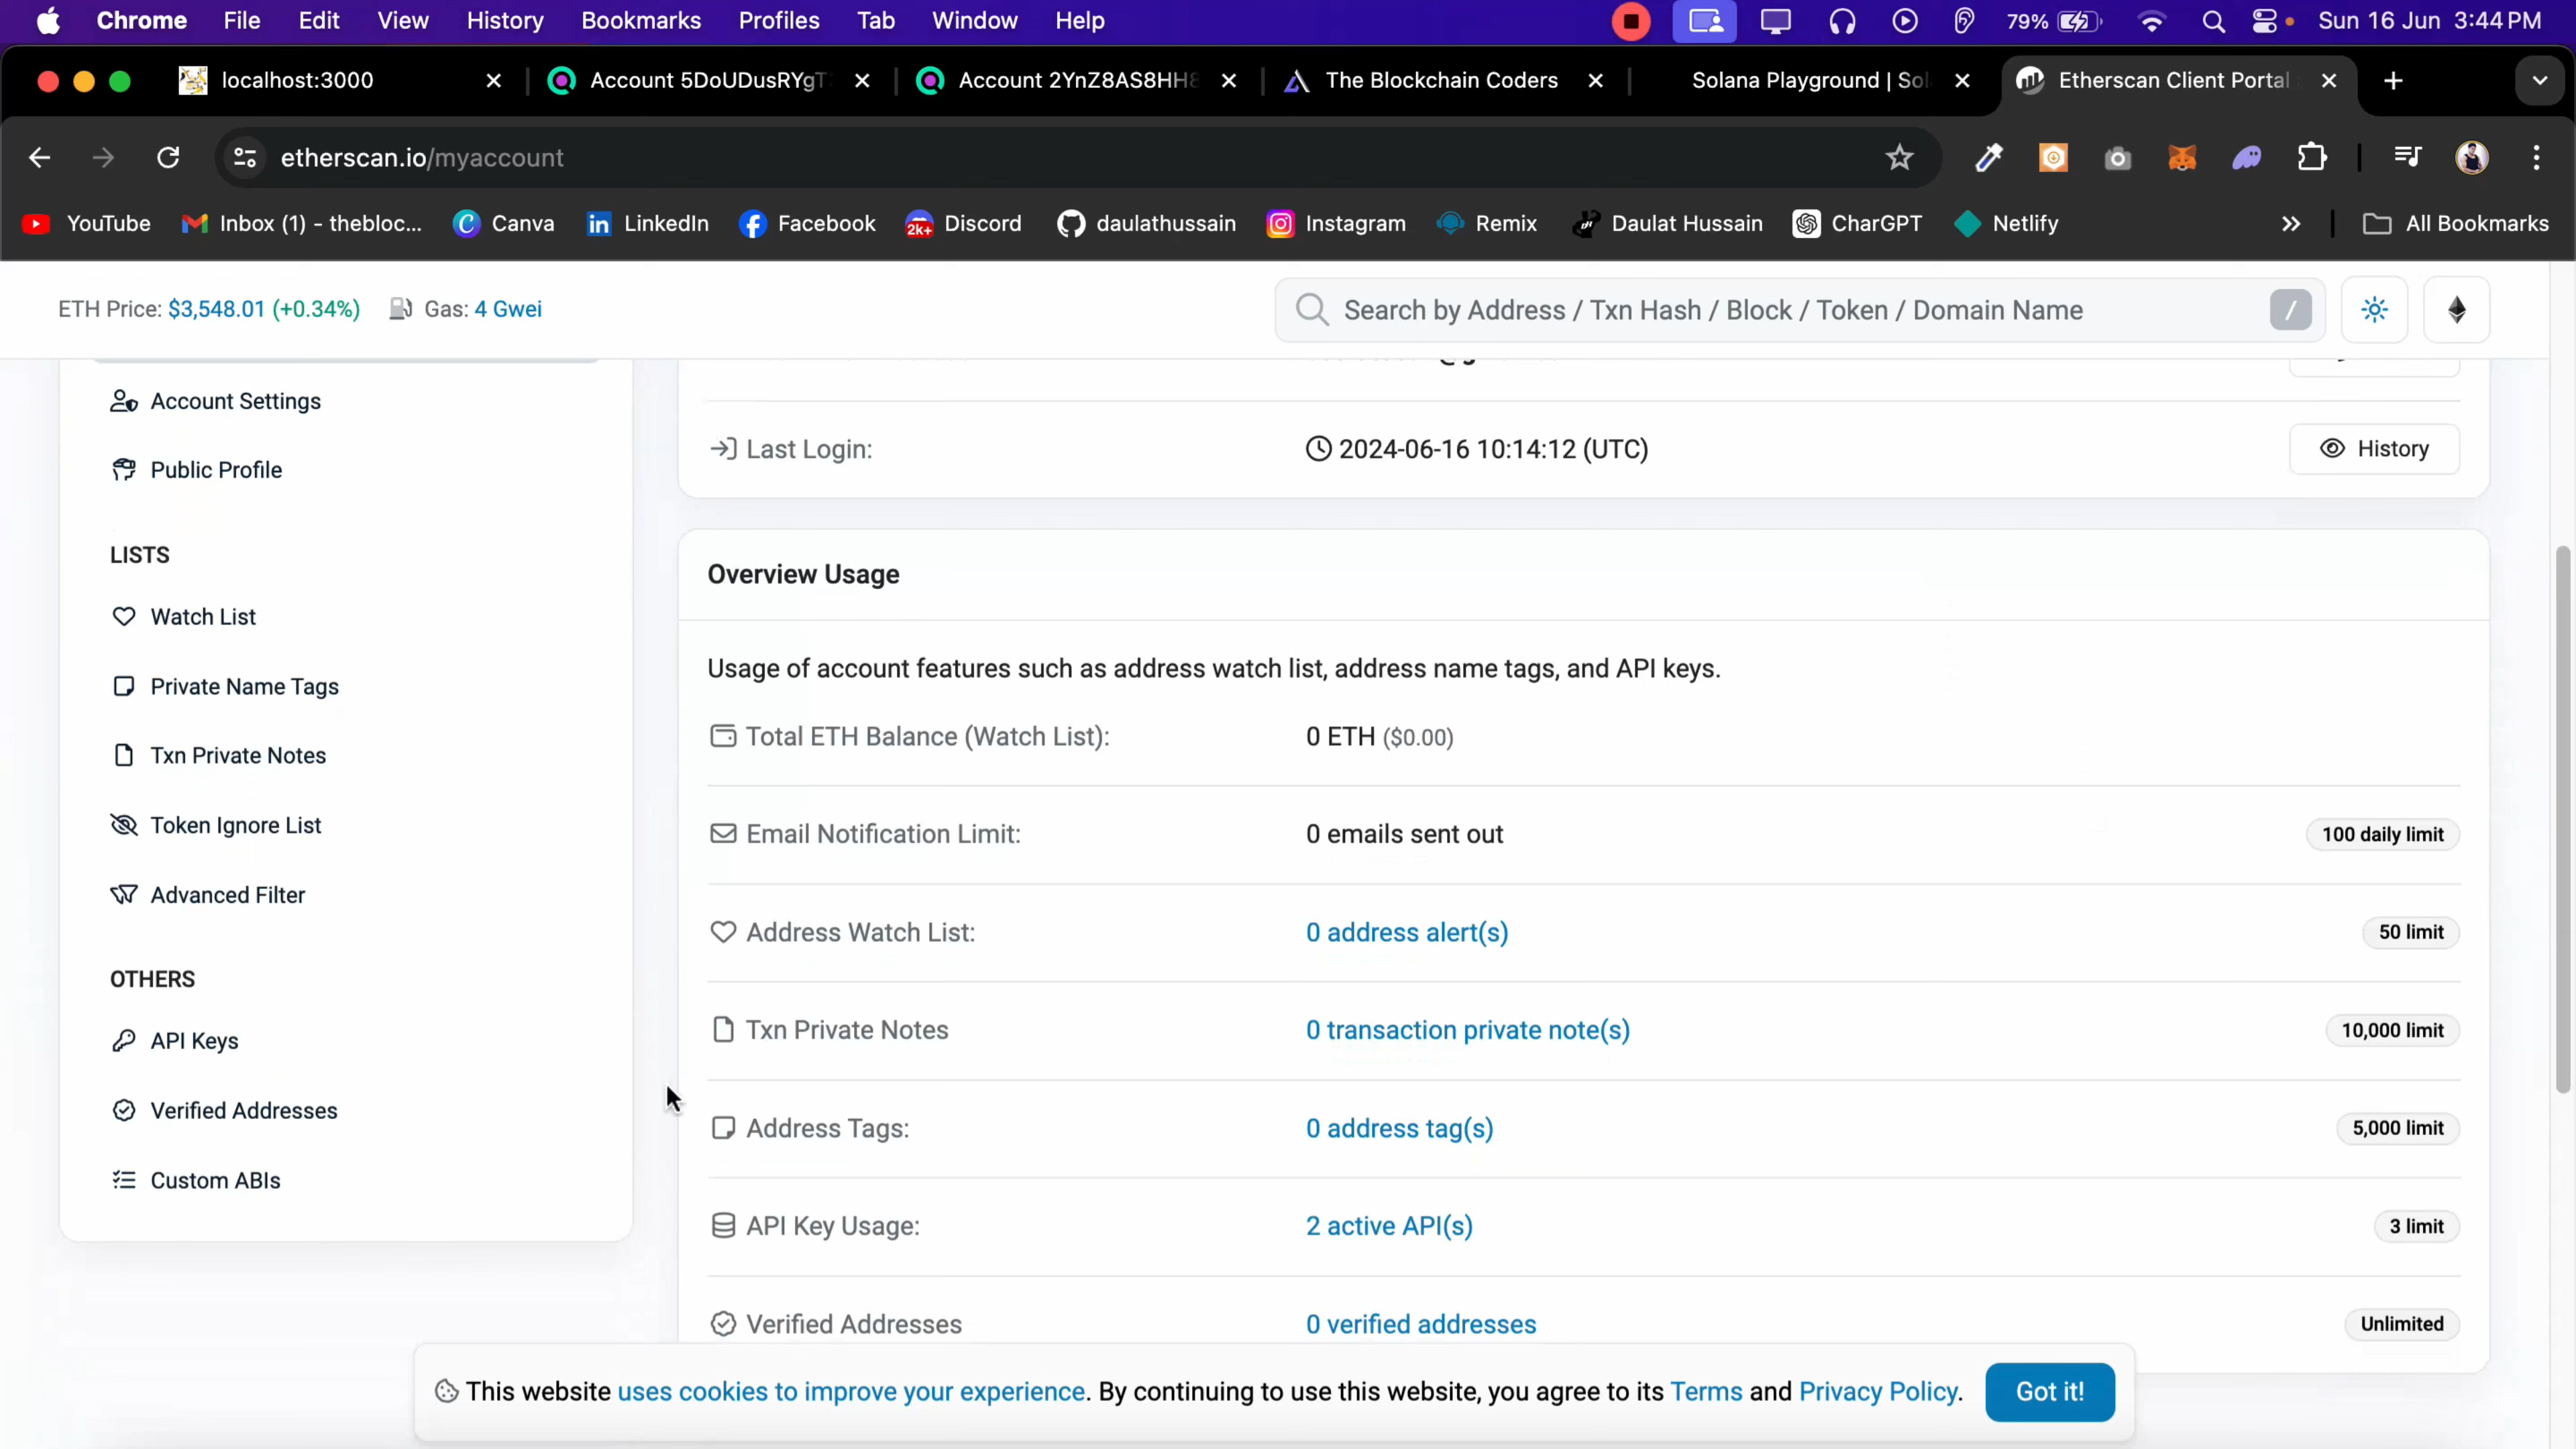 Chrome File Edit View History Bookmarks Profiles Tab Window Help 79% Sun 16 Jun 3:44 PM
localhost:3000 Account 5DoUDusRYgT Account 2YnZ8AS8HH8 The Blockchain Coders Solana Playground | Sol Etherscan Client Portal
etherscan.io/myaccount
YouTube Inbox (1) - thebloc... Canva LinkedIn Facebook 2k+ Discord daulathussain Instagram Remix Daulat Hussain CharGPT Netlify All Bookmarks
ETH Price: $3,548.01 (+0.34%) Gas: 4 Gwei Search by Address / Txn Hash / Block / Token / Domain Name /
Account Settings
Public Profile
LISTS
Watch List
Private Name Tags
Txn Private Notes
Token Ignore List
Advanced Filter
OTHERS
API Keys
Verified Addresses
Custom ABIs
Last Login: 2024-06-16 10:14:12 (UTC) History
Overview Usage
Usage of account features such as address watch list, address name tags, and API keys.
Total ETH Balance (Watch List): 0 ETH ($0.00)
Email Notification Limit: 0 emails sent out 100 daily limit
Address Watch List: 0 address alert(s) 50 limit
Txn Private Notes 0 transaction private note(s) 10,000 limit
Address Tags: 0 address tag(s) 5,000 limit
API Key Usage: 2 active API(s) 3 limit
Verified Addresses 0 verified addresses Unlimited
This website uses cookies to improve your experience. By continuing to use this website, you agree to its Terms and Privacy Policy. Got it!